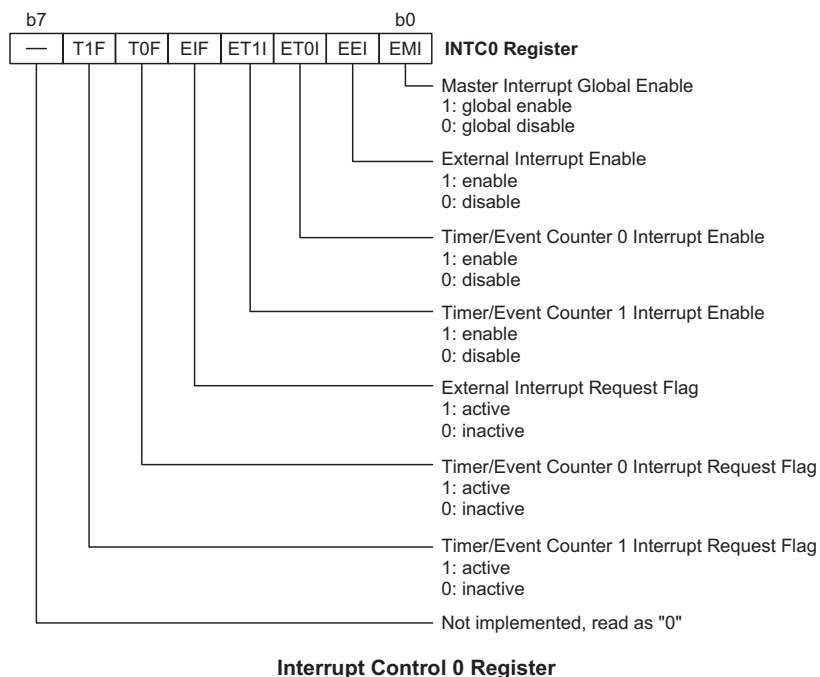 b7 b0
— T1F T0F EIF ET1I ET0I EEI EMI INTC0 Register
Master Interrupt Global Enable
1: global enable
0: global disable
External Interrupt Enable
1: enable
0: disable
Timer/Event Counter 0 Interrupt Enable
1: enable
0: disable
Timer/Event Counter 1 Interrupt Enable
1: enable
0: disable
External Interrupt Request Flag
1: active
0: inactive
Timer/Event Counter 0 Interrupt Request Flag
1: active
0: inactive
Timer/Event Counter 1 Interrupt Request Flag
1: active
0: inactive
Not implemented, read as "0"
Interrupt Control 0 Register